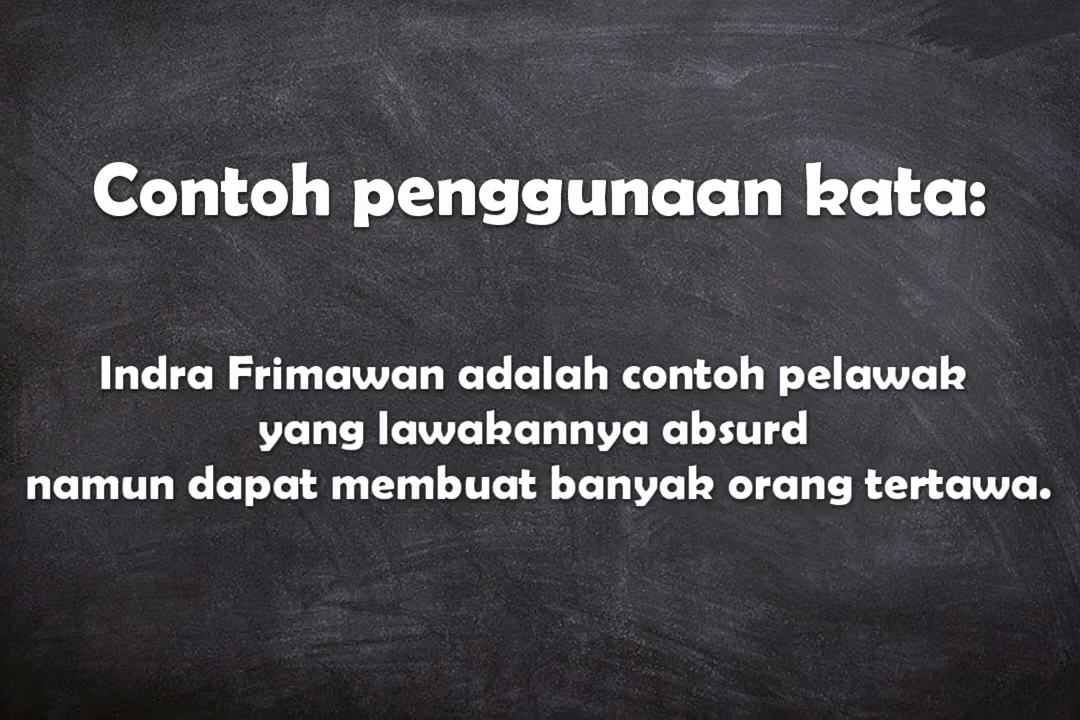 Contoh penggunaan kata:
Indra Frimawan adalah contoh pelawak
yang lawakannya absurd
namun dapat membuat banyak orang tertawa.